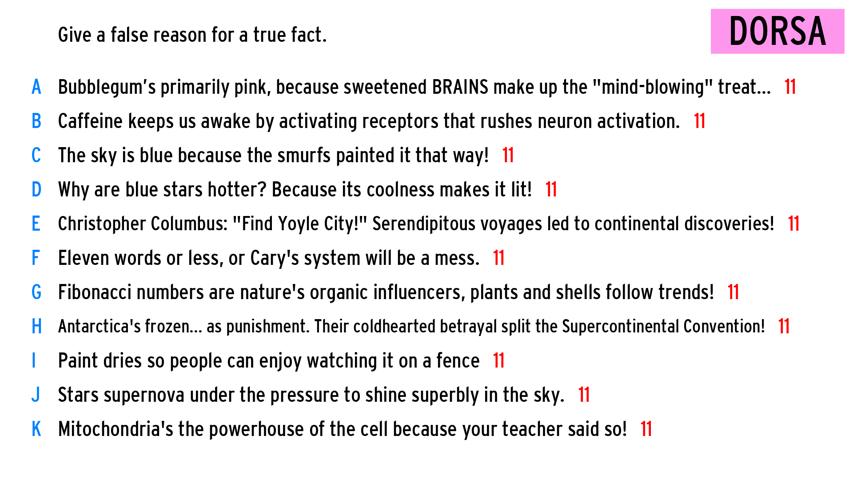 Give a false reason for a true fact.
DORSA
A Bubblegum's primarily pink, because sweetened BRAINS make up the "mind-blowing" treat... 11
B Caffeine keeps us awake by activating receptors that rushes neuron activation. 11
C The sky is blue because the smurfs painted it that way! 11
D Why are blue stars hotter? Because its coolness makes it lit! 11
E Christopher Columbus: "Find Yoyle City!" Serendipitous voyages led to continental discoveries! 11
F Eleven words or less, or Cary's system will be a mess. 11
G Fibonacci numbers are nature's organic influencers, plants and shells follow trends! 11
H Antarctica's frozen... as punishment. Their coldhearted betrayal split the Supercontinental Convention! 11
I Paint dries so people can enjoy watching it on a fence 11
J Stars supernova under the pressure to shine superbly in the sky. 11
K Mitochondria's the powerhouse of the cell because your teacher said so! 11